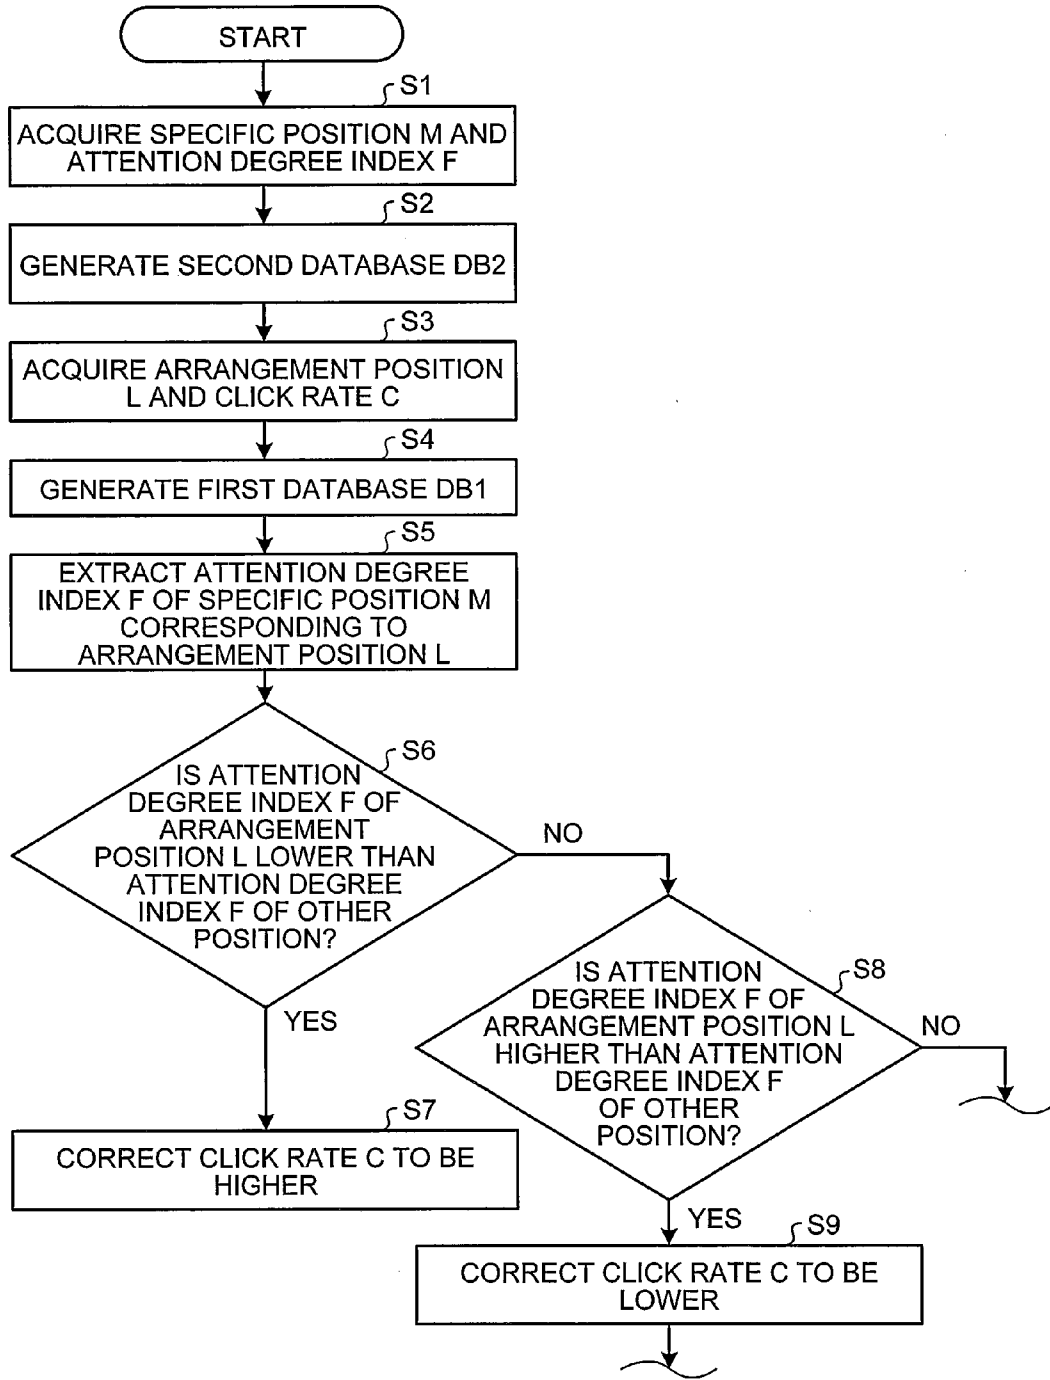 START
S1
ACQUIRE SPECIFIC POSITION M AND
ATTENTION DEGREE INDEX F
S2
GENERATE SECOND DATABASE DB2
S3
ACQUIRE ARRANGEMENT POSITION
L AND CLICK RATE C
S4
GENERATE FIRST DATABASE DB1
S5
EXTRACT ATTENTION DEGREE
INDEX F OF SPECIFIC POSITION M
CORRESPONDING TO
ARRANGEMENT POSITION L
S6
IS ATTENTION
DEGREE INDEX F OF
ARRANGEMENT
POSITION L LOWER THAN
ATTENTION DEGREE
INDEX F OF OTHER
POSITION?
NO
YES
S7
CORRECT CLICK RATE C TO BE
HIGHER
S8
IS ATTENTION
DEGREE INDEX F OF
ARRANGEMENT POSITION L
HIGHER THAN ATTENTION
DEGREE INDEX F
OF OTHER
POSITION?
NO
YES
S9
CORRECT CLICK RATE C TO BE
LOWER